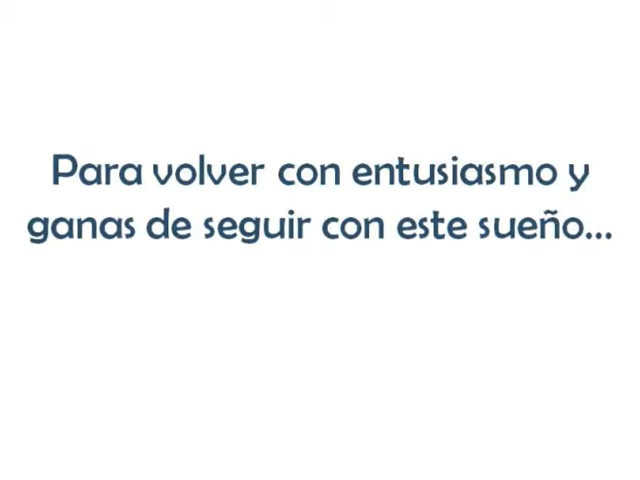 Para volver con entusiasmo y
ganas de seguir con este sueño...